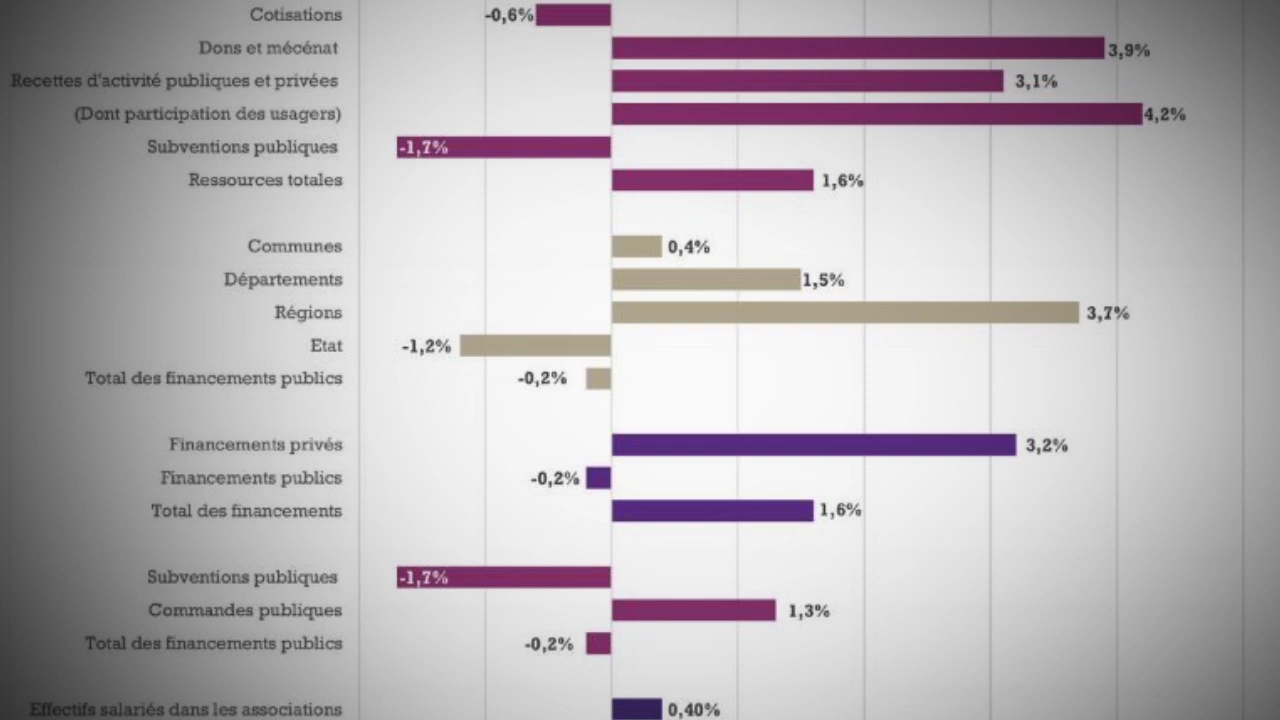 Cotisations -0,6%
Dons et mécénat 3,9%
Recettes d'activité publiques et privées 3,1%
(Dont participation des usagers) 4,2%
Subventions publiques -1,7%
Ressources totales 1,6%
Communes 0,4%
Départements 1,5%
Régions 3,7%
Etat -1,2%
Total des financements publics -0,2%
Financements privés 3,2%
Financements publics -0,2%
Total des financements 1,6%
Subventions publiques -1,7%
Commandes publiques 1,3%
Total des financements publics -0,2%
Effectifs salariés dans les associations 0,40%